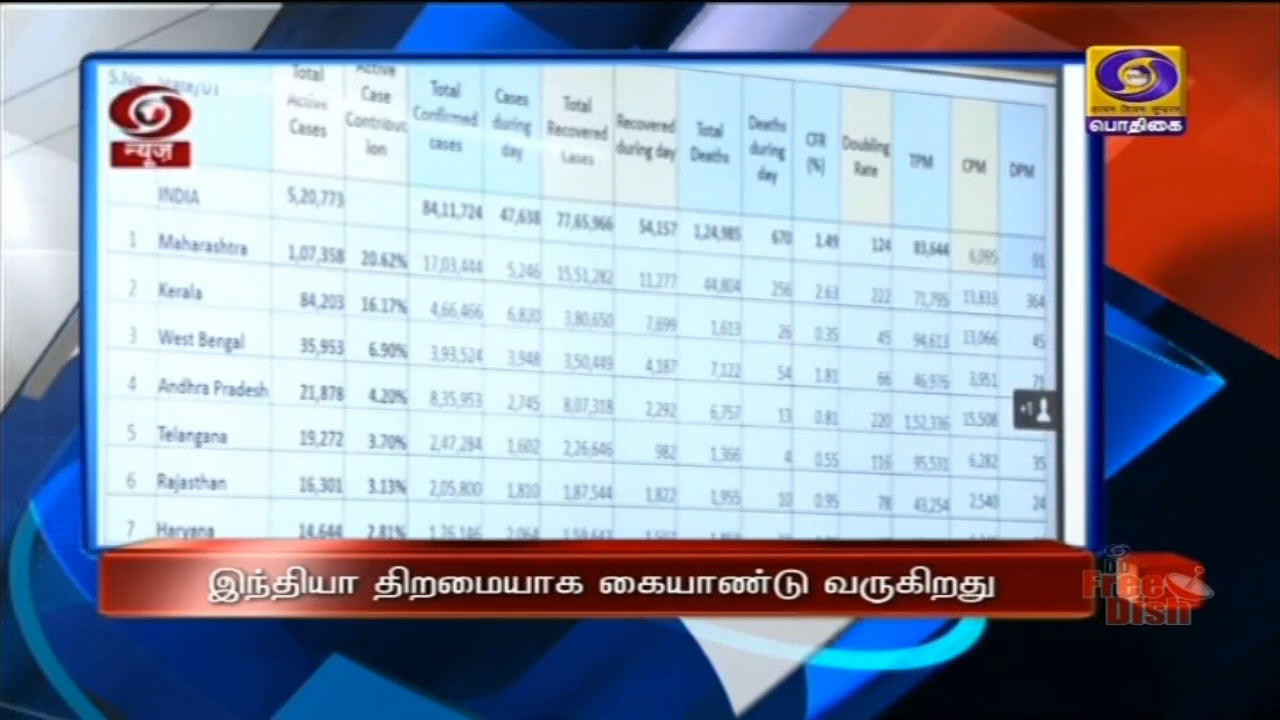 S.No State/UT Total Active Cases Active Case Contribut ion Total Confirmed cases Cases during day Total Recovered Cases Recovered during day Total Deaths Deaths during day CFR (%) Doubling Rate TPM CPM DPM
INDIA 5,20,773 84,11,724 47,638 77,65,966 54,157 1,24,985 670 1.49 124 83,644 6,095 91
1 Maharashtra 1,07,358 20.62% 17,03,444 5,246 15,51,282 11,277 44,804 256 2.63 222 71,795 13,833 364
2 Kerala 84,203 16.17% 4,66,466 6,820 3,80,650 7,699 1,613 26 0.35 45 94,613 13,066 45
3 West Bengal 35,953 6.90% 3,93,524 3,948 3,50,449 4,187 7,122 54 1.81 66 46,976 3,951 71
4 Andhra Pradesh 21,878 4.20% 8,35,953 2,745 8,07,318 2,292 6,757 13 0.81 220 1,52,336 15,508
5 Telangana 19,272 3.70% 2,47,284 1,602 2,26,646 982 1,366 4 0.55 116 95,531 6,282 35
6 Rajasthan 16,301 3.13% 2,05,800 1,810 1,87,544 1,822 1,955 10 0.95 78 43,254 2,540 24
7 Haryana 14,644 2.81%
+1
न्यूज़
सत्यम शिवम सुन्दरम
பொதிகை
இந்தியா திறமையாக கையாண்டு வருகிறது
DD
Free
Dish